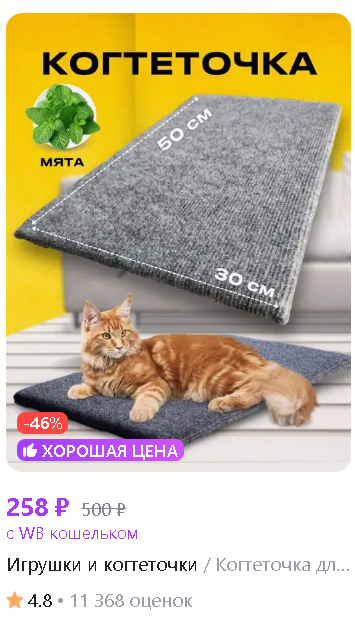 КОГТЕТОЧКА
МЯТА
50 СМ
30 СМ
-46%
ХОРОШАЯ ЦЕНА
258 ₽ 500 ₽
с WB кошельком
Игрушки и когтеточки / Когтеточка дл...
4.8 • 11 368 оценок